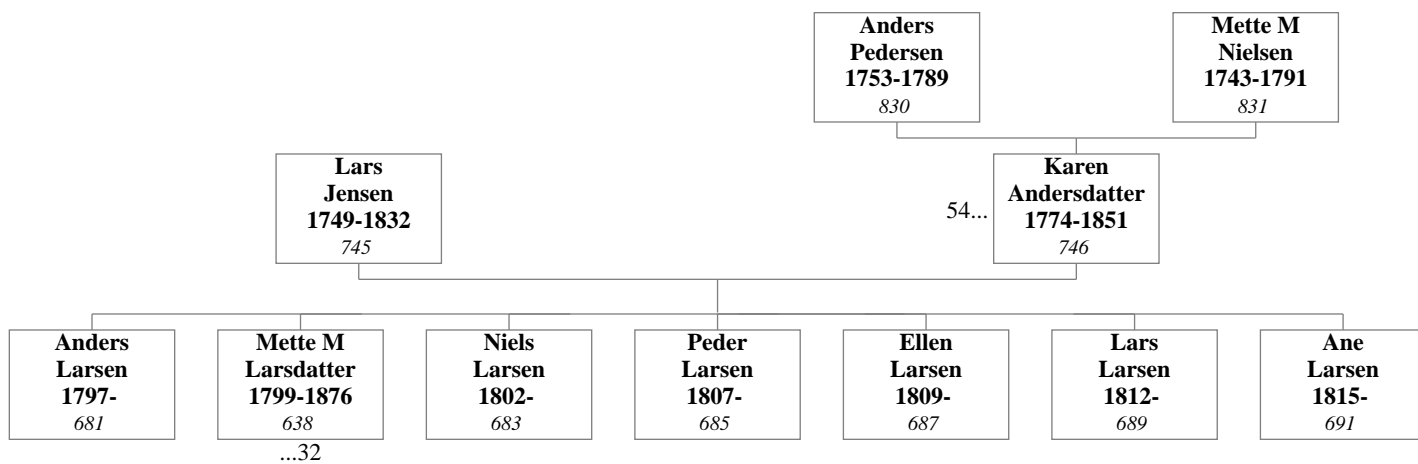 Anders
Pedersen
1753-1789
830
Mette M
Nielsen
1743-1791
831
Lars
Jensen
1749-1832
745
54...
Karen
Andersdatter
1774-1851
746
Anders
Larsen
1797-
681
Mette M
Larsdatter
1799-1876
638
...32
Niels
Larsen
1802-
683
Peder
Larsen
1807-
685
Ellen
Larsen
1809-
687
Lars
Larsen
1812-
689
Ane
Larsen
1815-
691